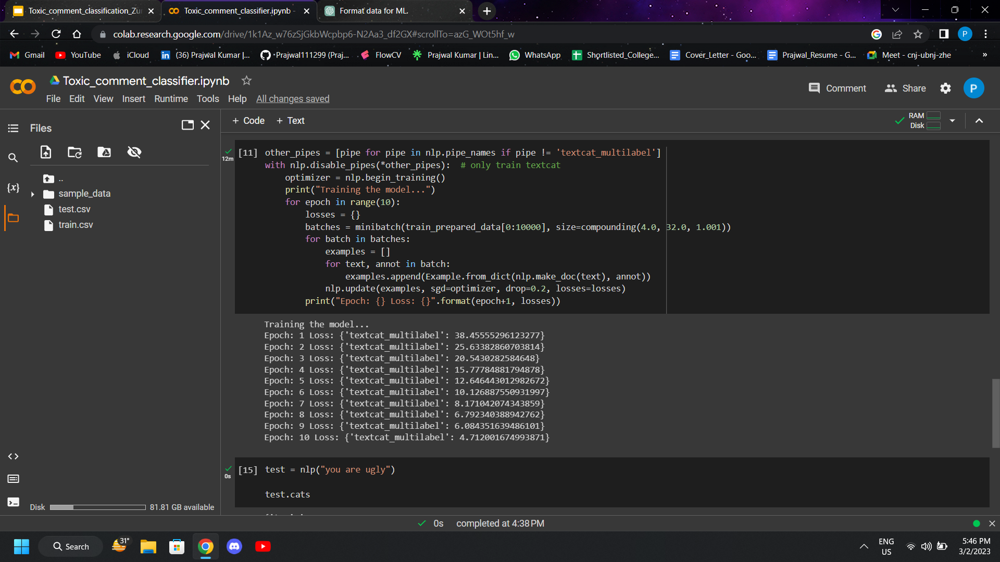 Toxic_comment_classification_Zu
Toxic_comment_classifier.ipynb -
Format data for ML.
colab.research.google.com/drive/1k1Az_w76zSjGkbWcpbp6-N2Aa3_df2GX#scrollTo=azG_WOt5hf_w
P
Gmail
YouTube
iCloud
(36) Prajwal Kumar |...
Prajwal111299 (Praj...
FlowCV
Prajwal Kumar | Lin...
WhatsApp
Shortlisted_College...
Cover_Letter - Goo...
Prajwal_Resume - G...
Meet - cnj-ubnj-zhe
»
Toxic_comment_classifier.ipynb
Comment
Share
P
File Edit View Insert Runtime Tools Help All changes saved
Files
+ Code + Text
RAM
Disk
{x}
..
sample_data
test.csv
train.csv
12m
[11] other_pipes = [pipe for pipe in nlp.pipe_names if pipe != 'textcat_multilabel']
with nlp.disable_pipes(*other_pipes):  # only train textcat
optimizer = nlp.begin_training()
print("Training the model...")
for epoch in range(10):
losses = {}
batches = minibatch(train_prepared_data[0:10000], size=compounding(4.0, 32.0, 1.001))
for batch in batches:
examples = []
for text, annot in batch:
examples.append(Example.from_dict(nlp.make_doc(text), annot))
nlp.update(examples, sgd=optimizer, drop=0.2, losses=losses)
print("Epoch: {} Loss: {}".format(epoch+1, losses))
Training the model...
Epoch: 1 Loss: {'textcat_multilabel': 38.45555296123277}
Epoch: 2 Loss: {'textcat_multilabel': 25.63382860703814}
Epoch: 3 Loss: {'textcat_multilabel': 20.5430282584648}
Epoch: 4 Loss: {'textcat_multilabel': 15.77784881794878}
Epoch: 5 Loss: {'textcat_multilabel': 12.646443012982672}
Epoch: 6 Loss: {'textcat_multilabel': 10.126887550931997}
Epoch: 7 Loss: {'textcat_multilabel': 8.171042074343859}
Epoch: 8 Loss: {'textcat_multilabel': 6.792340388942762}
Epoch: 9 Loss: {'textcat_multilabel': 6.084351639486101}
Epoch: 10 Loss: {'textcat_multilabel': 4.712001674993871}
0s
[15] test = nlp("you are ugly")
test.cats
Disk 81.81 GB available
0s completed at 4:38 PM
Search
31°
ENG
US
5:46 PM
3/2/2023